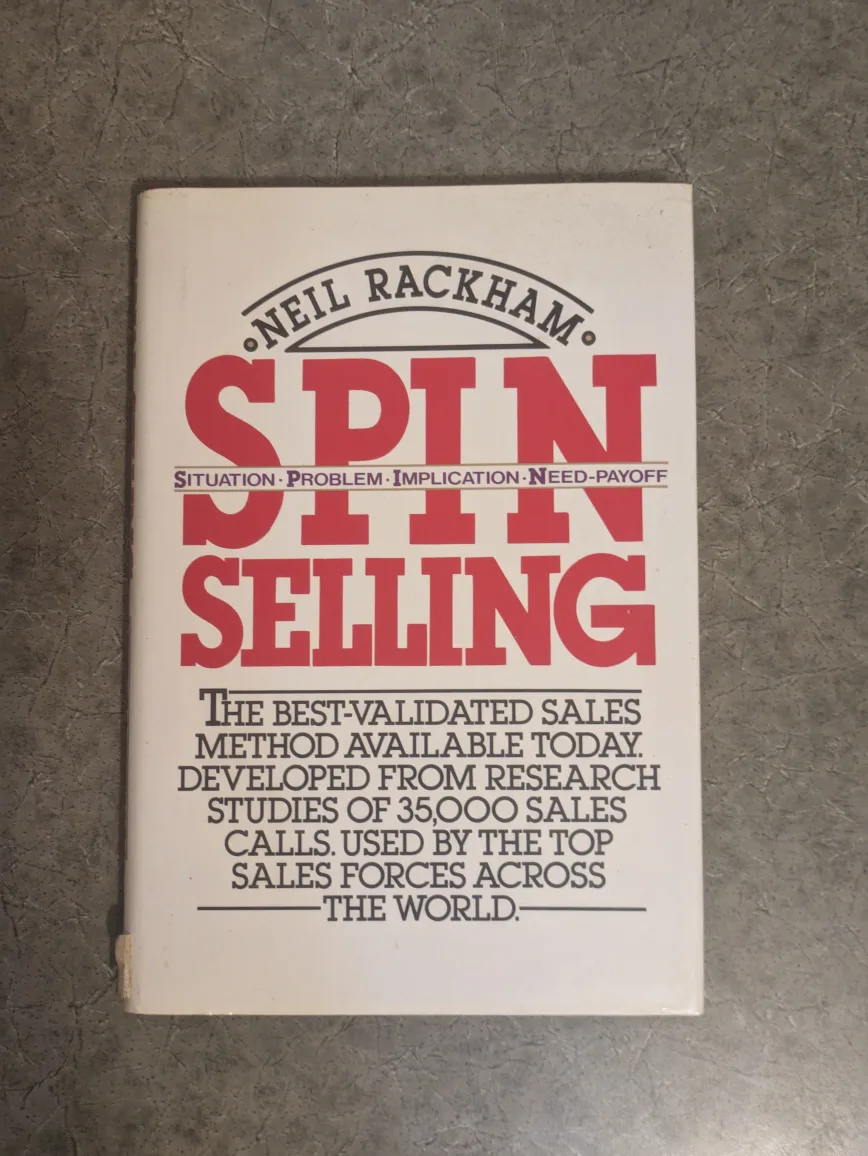 NEIL RACKHAM
SPIN
SITUATION · PROBLEM · IMPLICATION · NEED-PAYOFF
SELLING
THE BEST-VALIDATED SALES
METHOD AVAILABLE TODAY.
DEVELOPED FROM RESEARCH
STUDIES OF 35,000 SALES
CALLS. USED BY THE TOP
SALES FORCES ACROSS
THE WORLD.